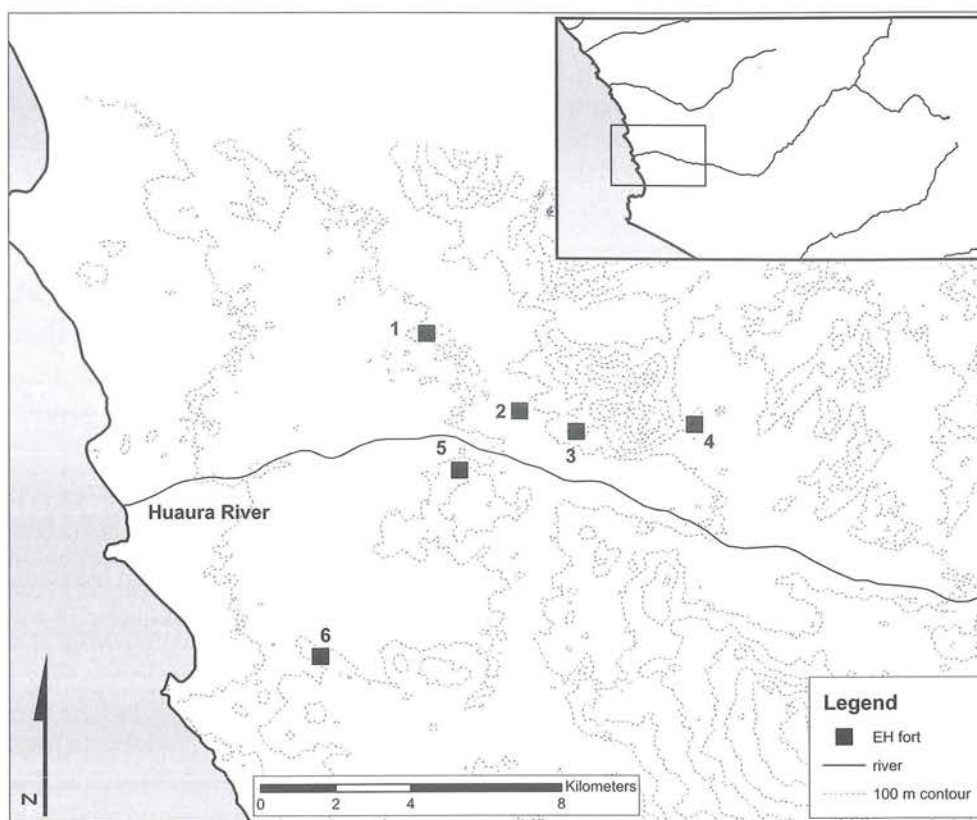 1
2
3
4
5
Huaura River
6
N
Kilometers
0 2 4 8
Legend
EH fort
river
100 m contour